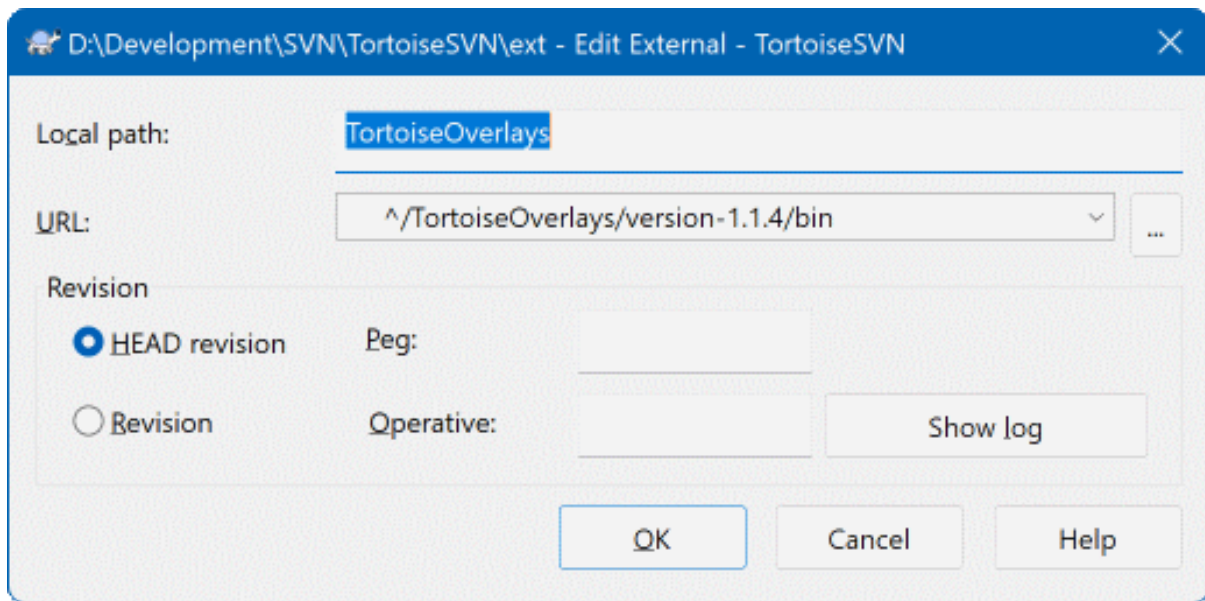 D:\Development\SVN\TortoiseSVN\ext - Edit External - TortoiseSVN
Local path: TortoiseOverlays
URL: ^/TortoiseOverlays/version-1.1.4/bin ...
Revision
HEAD revision Peg:
Revision Operative: Show log
OK Cancel Help